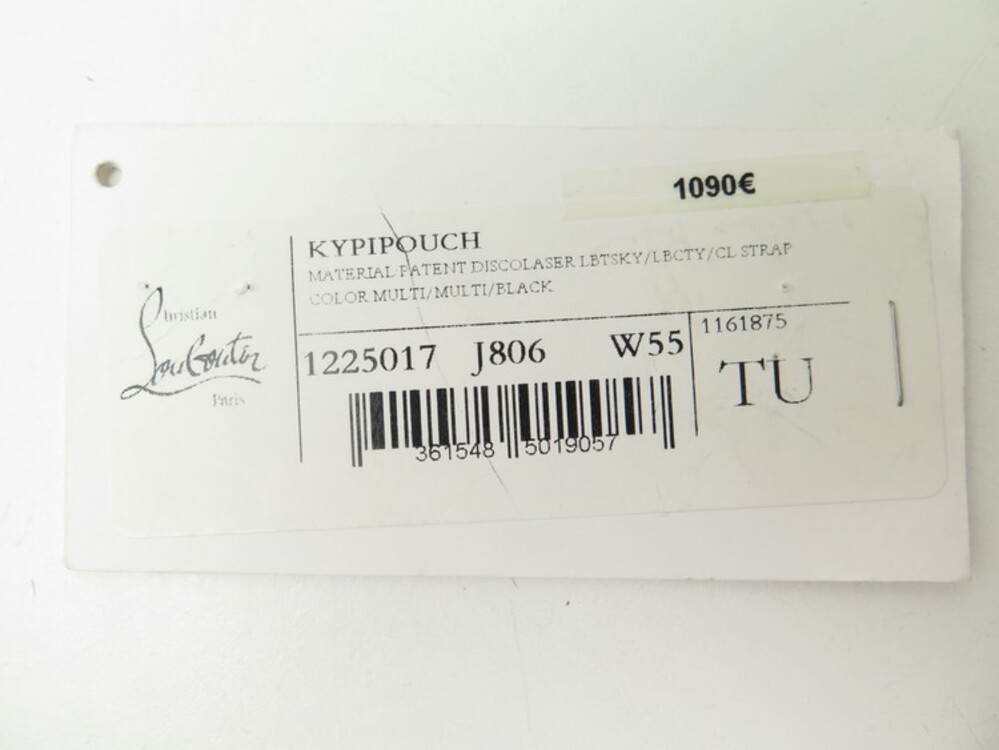 1090€
KYPIPOUCH
MATERIAL PATENT DISCOLASER LBTSKY/LBCTY/CL STRAP
COLOR MULTI/MULTI/BLACK
Christian
Louboutin
Paris
1225017 J806 W55
1161875
TU
361548 5019057